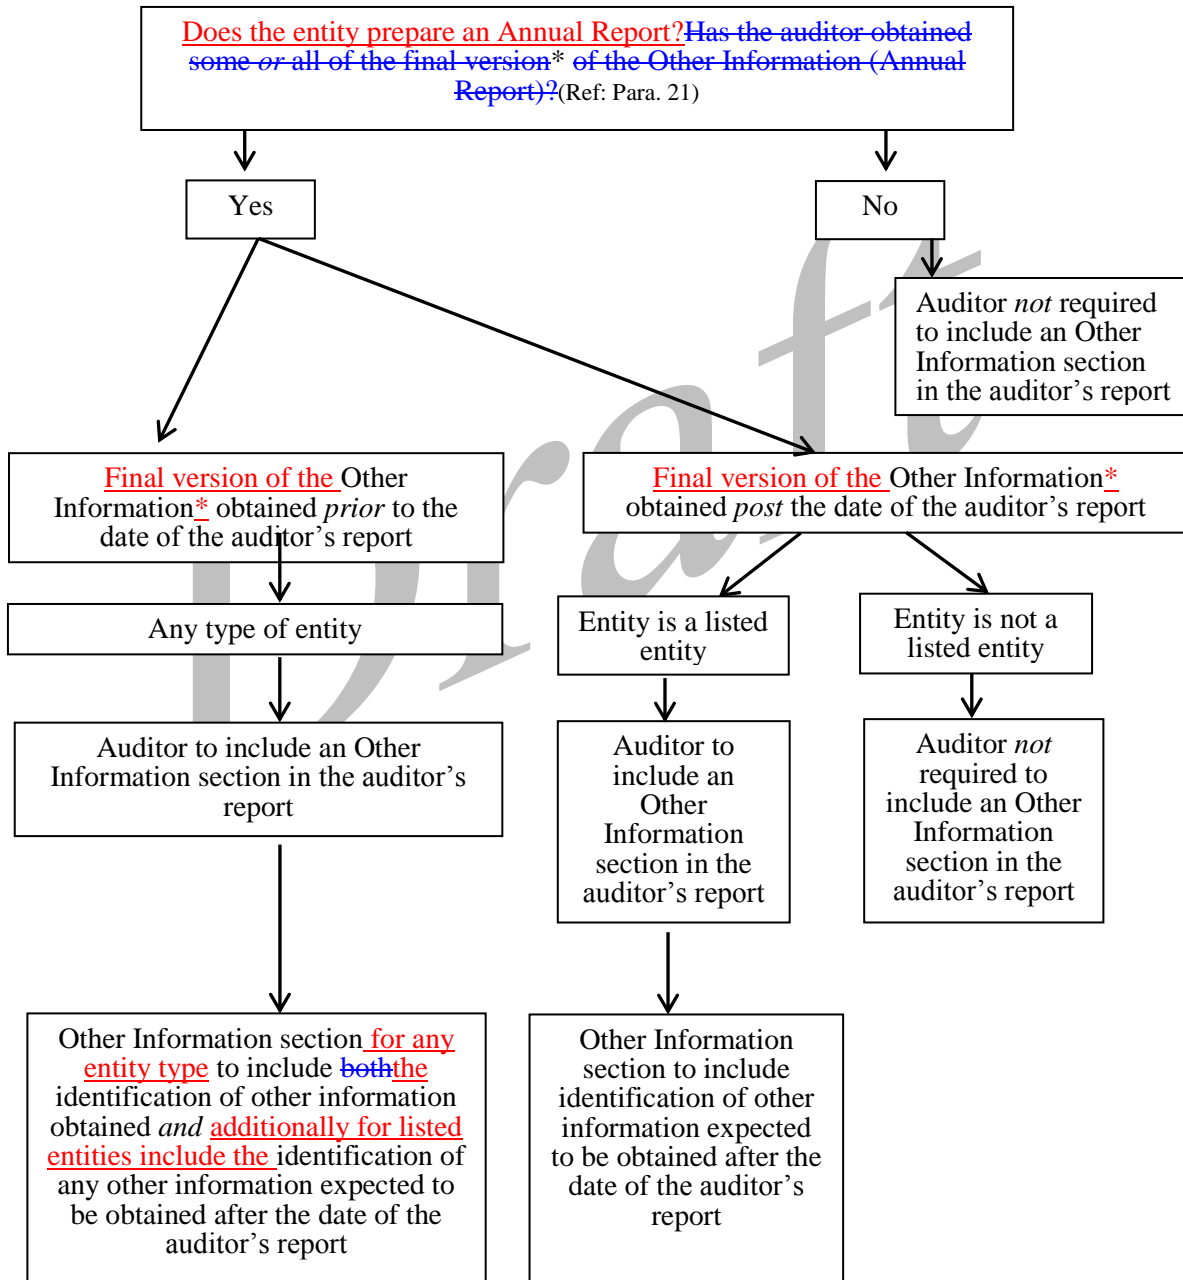 Does the entity prepare an Annual Report?Has the auditor obtained
some or all of the final version* of the Other Information (Annual
Report)?(Ref: Para. 21)
Yes
No
Auditor not required
to include an Other
Information section
in the auditor's report
Final version of the Other
Information* obtained prior to the
date of the auditor's report
Final version of the Other Information*
obtained post the date of the auditor's report
Any type of entity
Entity is a listed
entity
Entity is not a
listed entity
Auditor to include an Other
Information section in the auditor's
report
Auditor to
include an
Other
Information
section in the
auditor's report
Auditor not
required to
include an Other
Information
section in the
auditor's report
Other Information section for any
entity type to include boththe
identification of other information
obtained and additionally for listed
entities include the identification of
any other information expected to
be obtained after the date of the
auditor's report
Other Information
section to include
identification of other
information expected
to be obtained after the
date of the auditor's
report
Draft